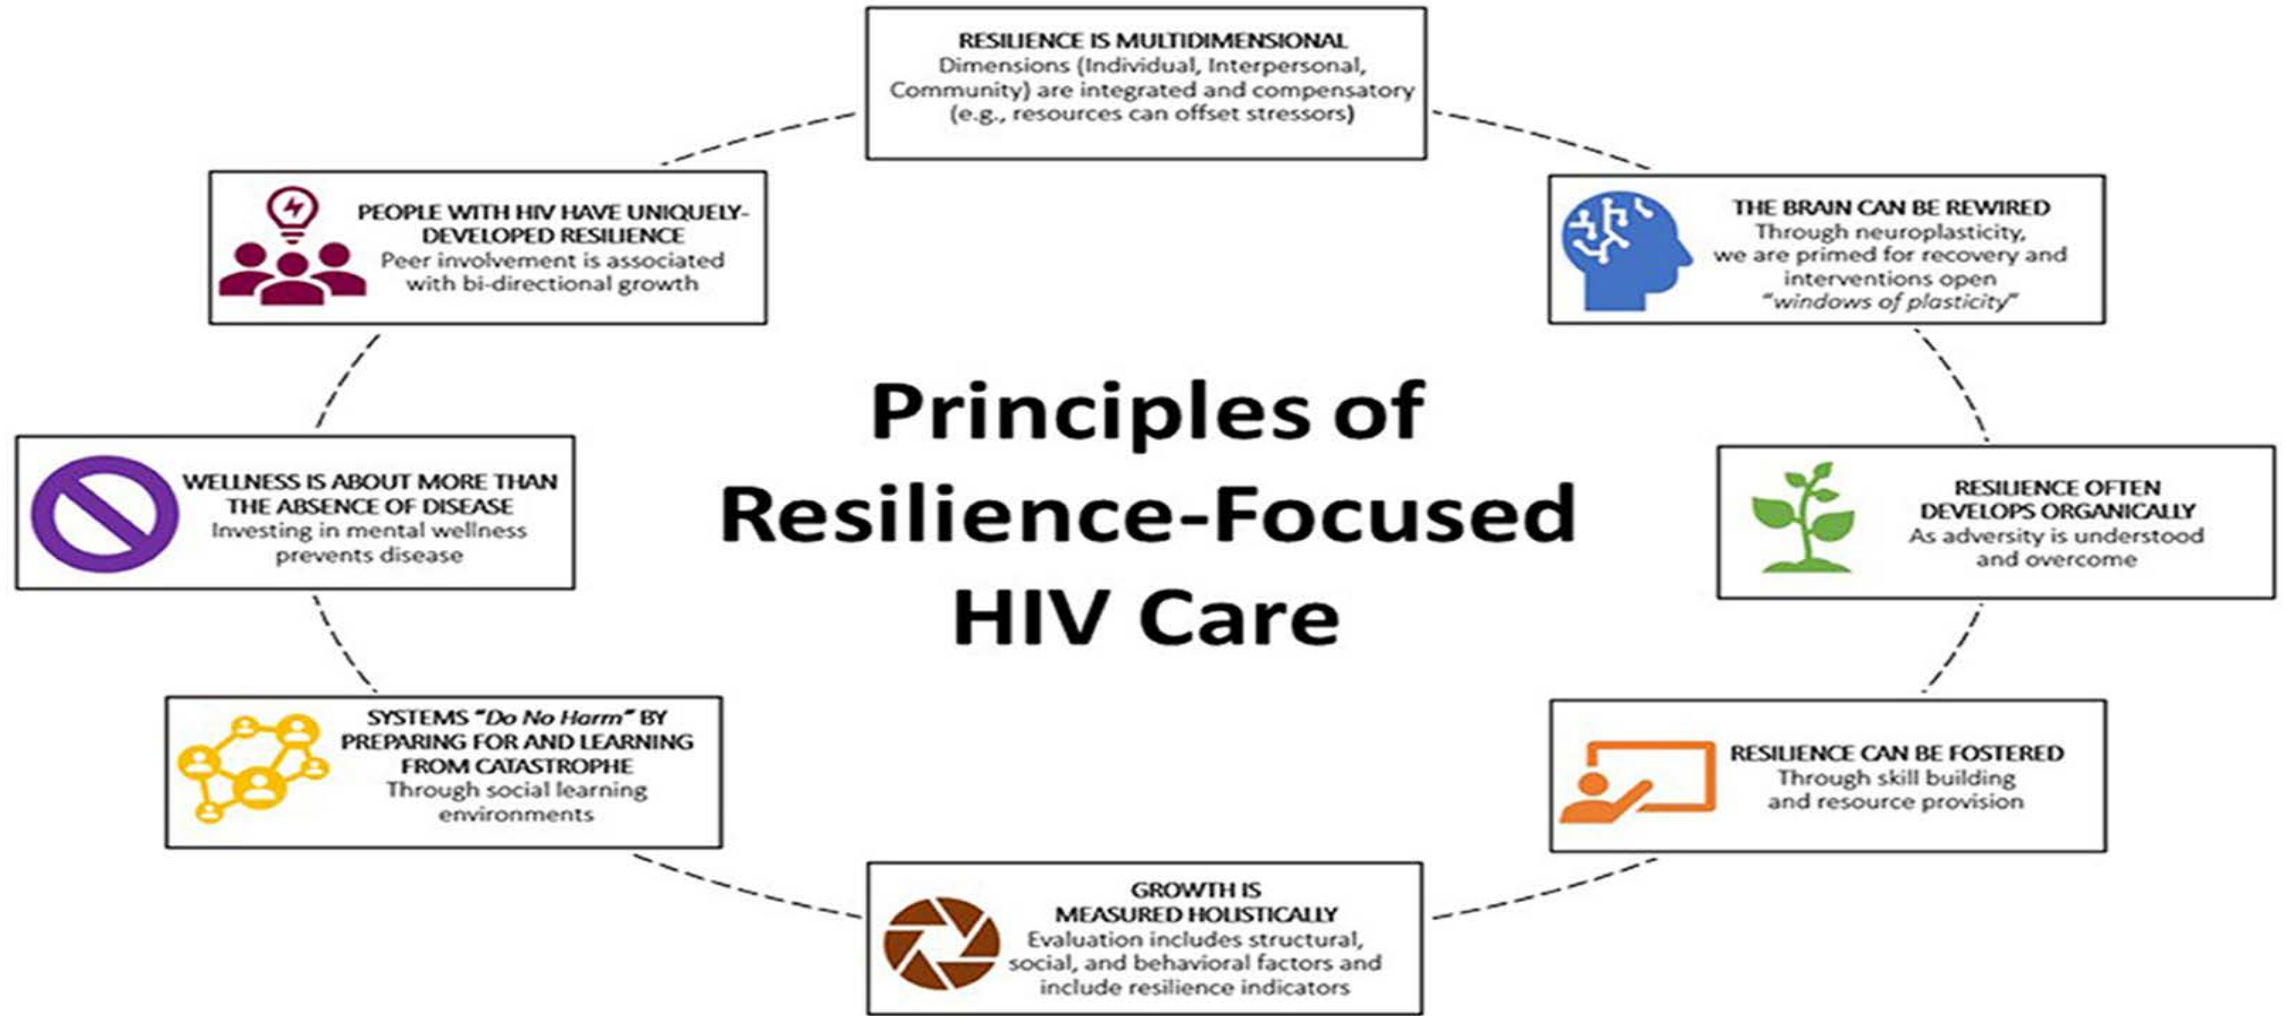 RESILIENCE IS MULTIDIMENSIONAL
Dimensions (Individual, Interpersonal,
Community) are integrated and compensatory
(e.g., resources can offset stressors)
THE BRAIN CAN BE REWIRED
Through neuroplasticity,
we are primed for recovery and
interventions open
"windows of plasticity"
RESILIENCE OFTEN
DEVELOPS ORGANICALLY
As adversity is understood
and overcome
RESILIENCE CAN BE FOSTERED
Through skill building
and resource provision
GROWTH IS
MEASURED HOLISTICALLY
Evaluation includes structural,
social, and behavioral factors and
include resilience indicators
SYSTEMS "Do No Harm" BY
PREPARING FOR AND LEARNING
FROM CATASTROPHE
Through social learning
environments
WELLNESS IS ABOUT MORE THAN
THE ABSENCE OF DISEASE
Investing in mental wellness
prevents disease
PEOPLE WITH HIV HAVE UNIQUELY-
DEVELOPED RESILIENCE
Peer involvement is associated
with bi-directional growth
Principles of
Resilience-Focused
HIV Care